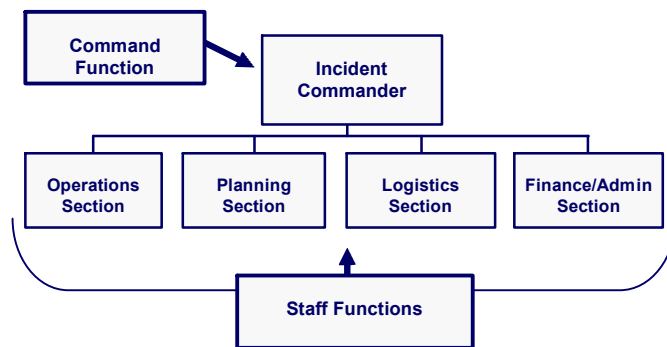 Command
Function
Incident
Commander
Operations
Section
Planning
Section
Logistics
Section
Finance/Admin
Section
Staff Functions